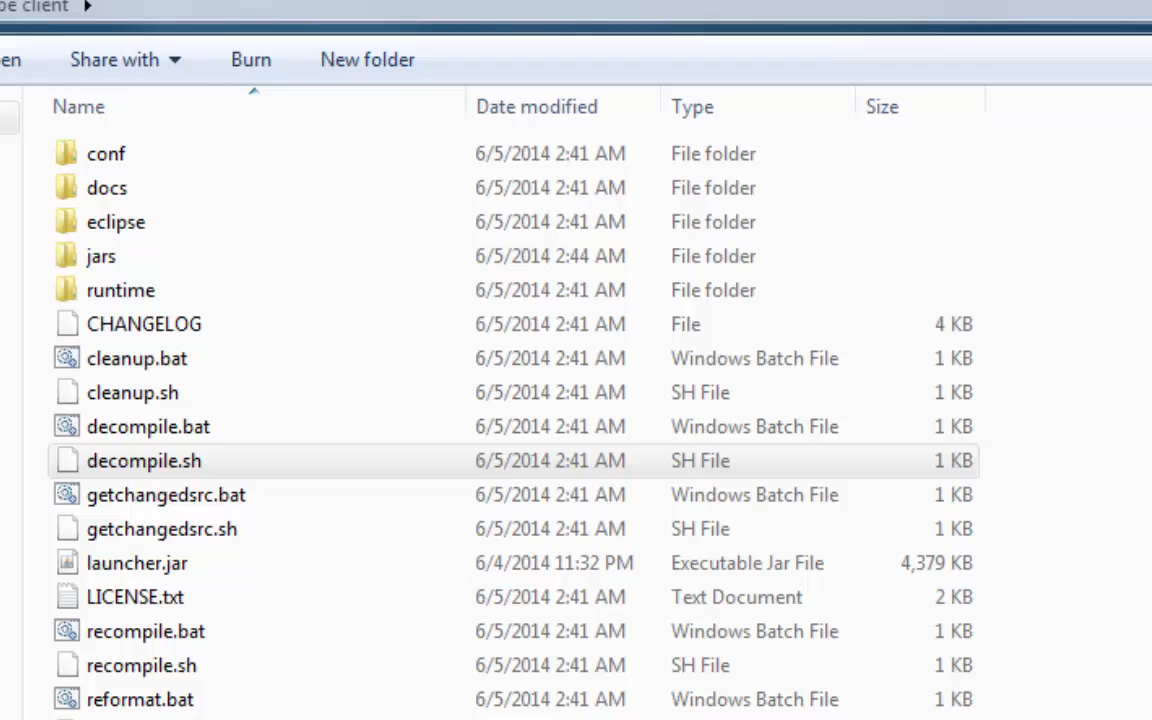 be client
en Share with Burn New folder
Name Date modified Type Size
conf 6/5/2014 2:41 AM File folder
docs 6/5/2014 2:41 AM File folder
eclipse 6/5/2014 2:41 AM File folder
jars 6/5/2014 2:44 AM File folder
runtime 6/5/2014 2:41 AM File folder
CHANGELOG 6/5/2014 2:41 AM File 4 KB
cleanup.bat 6/5/2014 2:41 AM Windows Batch File 1 KB
cleanup.sh 6/5/2014 2:41 AM SH File 1 KB
decompile.bat 6/5/2014 2:41 AM Windows Batch File 1 KB
decompile.sh 6/5/2014 2:41 AM SH File 1 KB
getchangedsrc.bat 6/5/2014 2:41 AM Windows Batch File 1 KB
getchangedsrc.sh 6/5/2014 2:41 AM SH File 1 KB
launcher.jar 6/4/2014 11:32 PM Executable Jar File 4,379 KB
LICENSE.txt 6/5/2014 2:41 AM Text Document 2 KB
recompile.bat 6/5/2014 2:41 AM Windows Batch File 1 KB
recompile.sh 6/5/2014 2:41 AM SH File 1 KB
reformat.bat 6/5/2014 2:41 AM Windows Batch File 1 KB